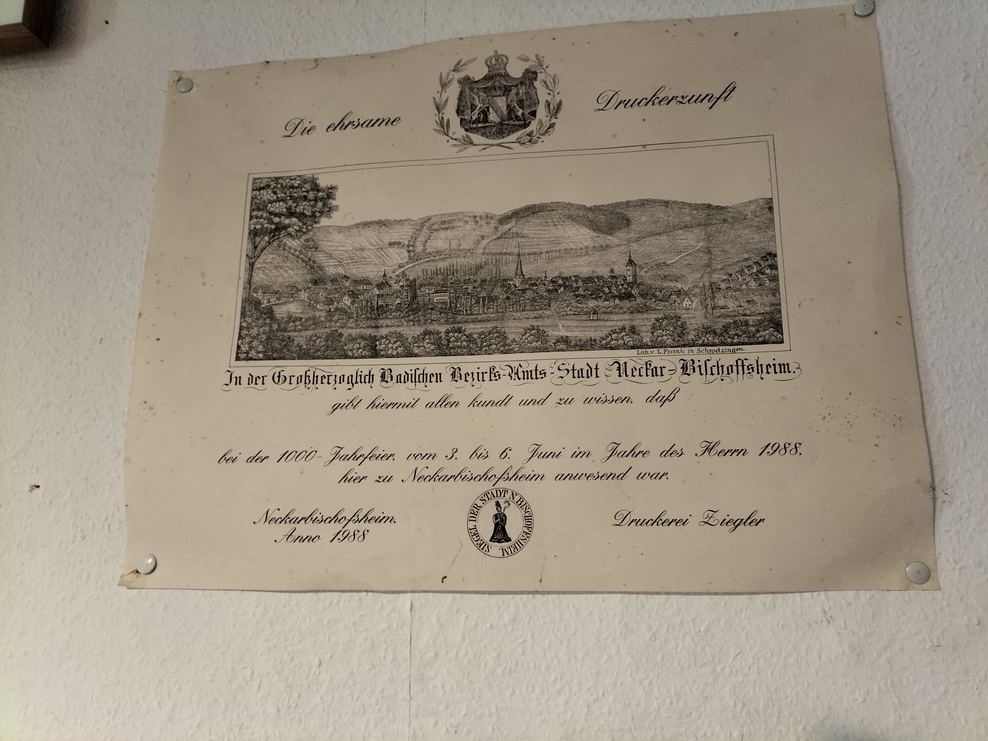 Die ehrsame Druckerzunft
Lith. v. L. Frank in Schwetzingen
In der Großherzoglich Badischen Bezirks-Amts-Stadt Neckar-Bischoffsheim.
gibt hiermit allen kundt und zu wissen, daß
bei der 1000-Jahrfeier, vom 3. bis 6. Juni im Jahre des Herrn 1988,
hier zu Neckarbischofsheim anwesend war.
SIEGEL DER STADT N.BISCHOFFSHEIM.
Neckarbischofsheim, Druckerei Ziegler
Anno 1988